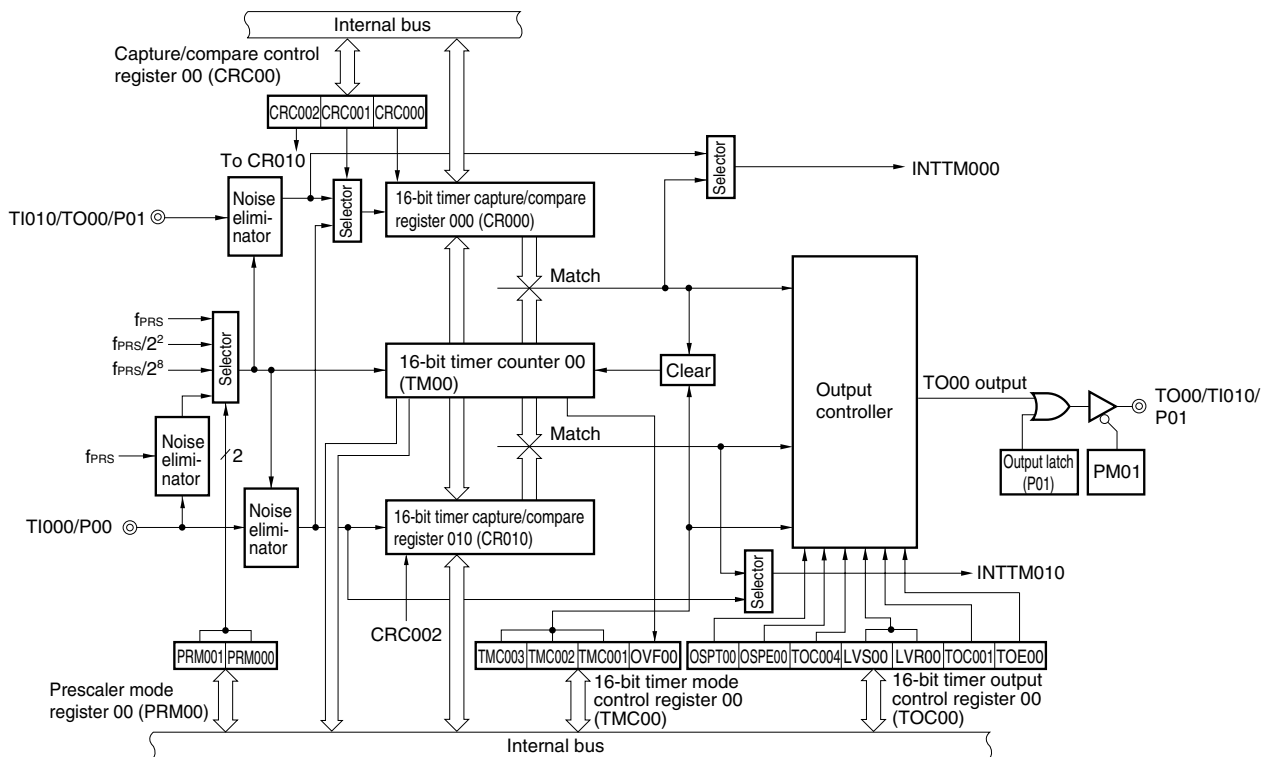 Internal bus
Capture/compare control
register 00 (CRC00)
CRC002 CRC001 CRC000
To CR010
Noise
elimi-
nator
Selector
16-bit timer capture/compare
register 000 (CR000)
Selector
INTTM000
TI010/TO00/P01
Match
fPRS
fPRS/2²
fPRS/2⁸
Selector
16-bit timer counter 00
(TM00)
Clear
Output
controller
TO00 output
TO00/TI010/
P01
Output latch
(P01)
PM01
fPRS
Noise
elimi-
nator
2
Match
TI000/P00
Noise
elimi-
nator
16-bit timer capture/compare
register 010 (CR010)
Selector
INTTM010
CRC002
PRM001 PRM000
TMC003 TMC002 TMC001 OVF00
OSPT00 OSPE00 TOC004 LVS00 LVR00 TOC001 TOE00
Prescaler mode
register 00 (PRM00)
16-bit timer mode
control register 00
(TMC00)
16-bit timer output
control register 00
(TOC00)
Internal bus